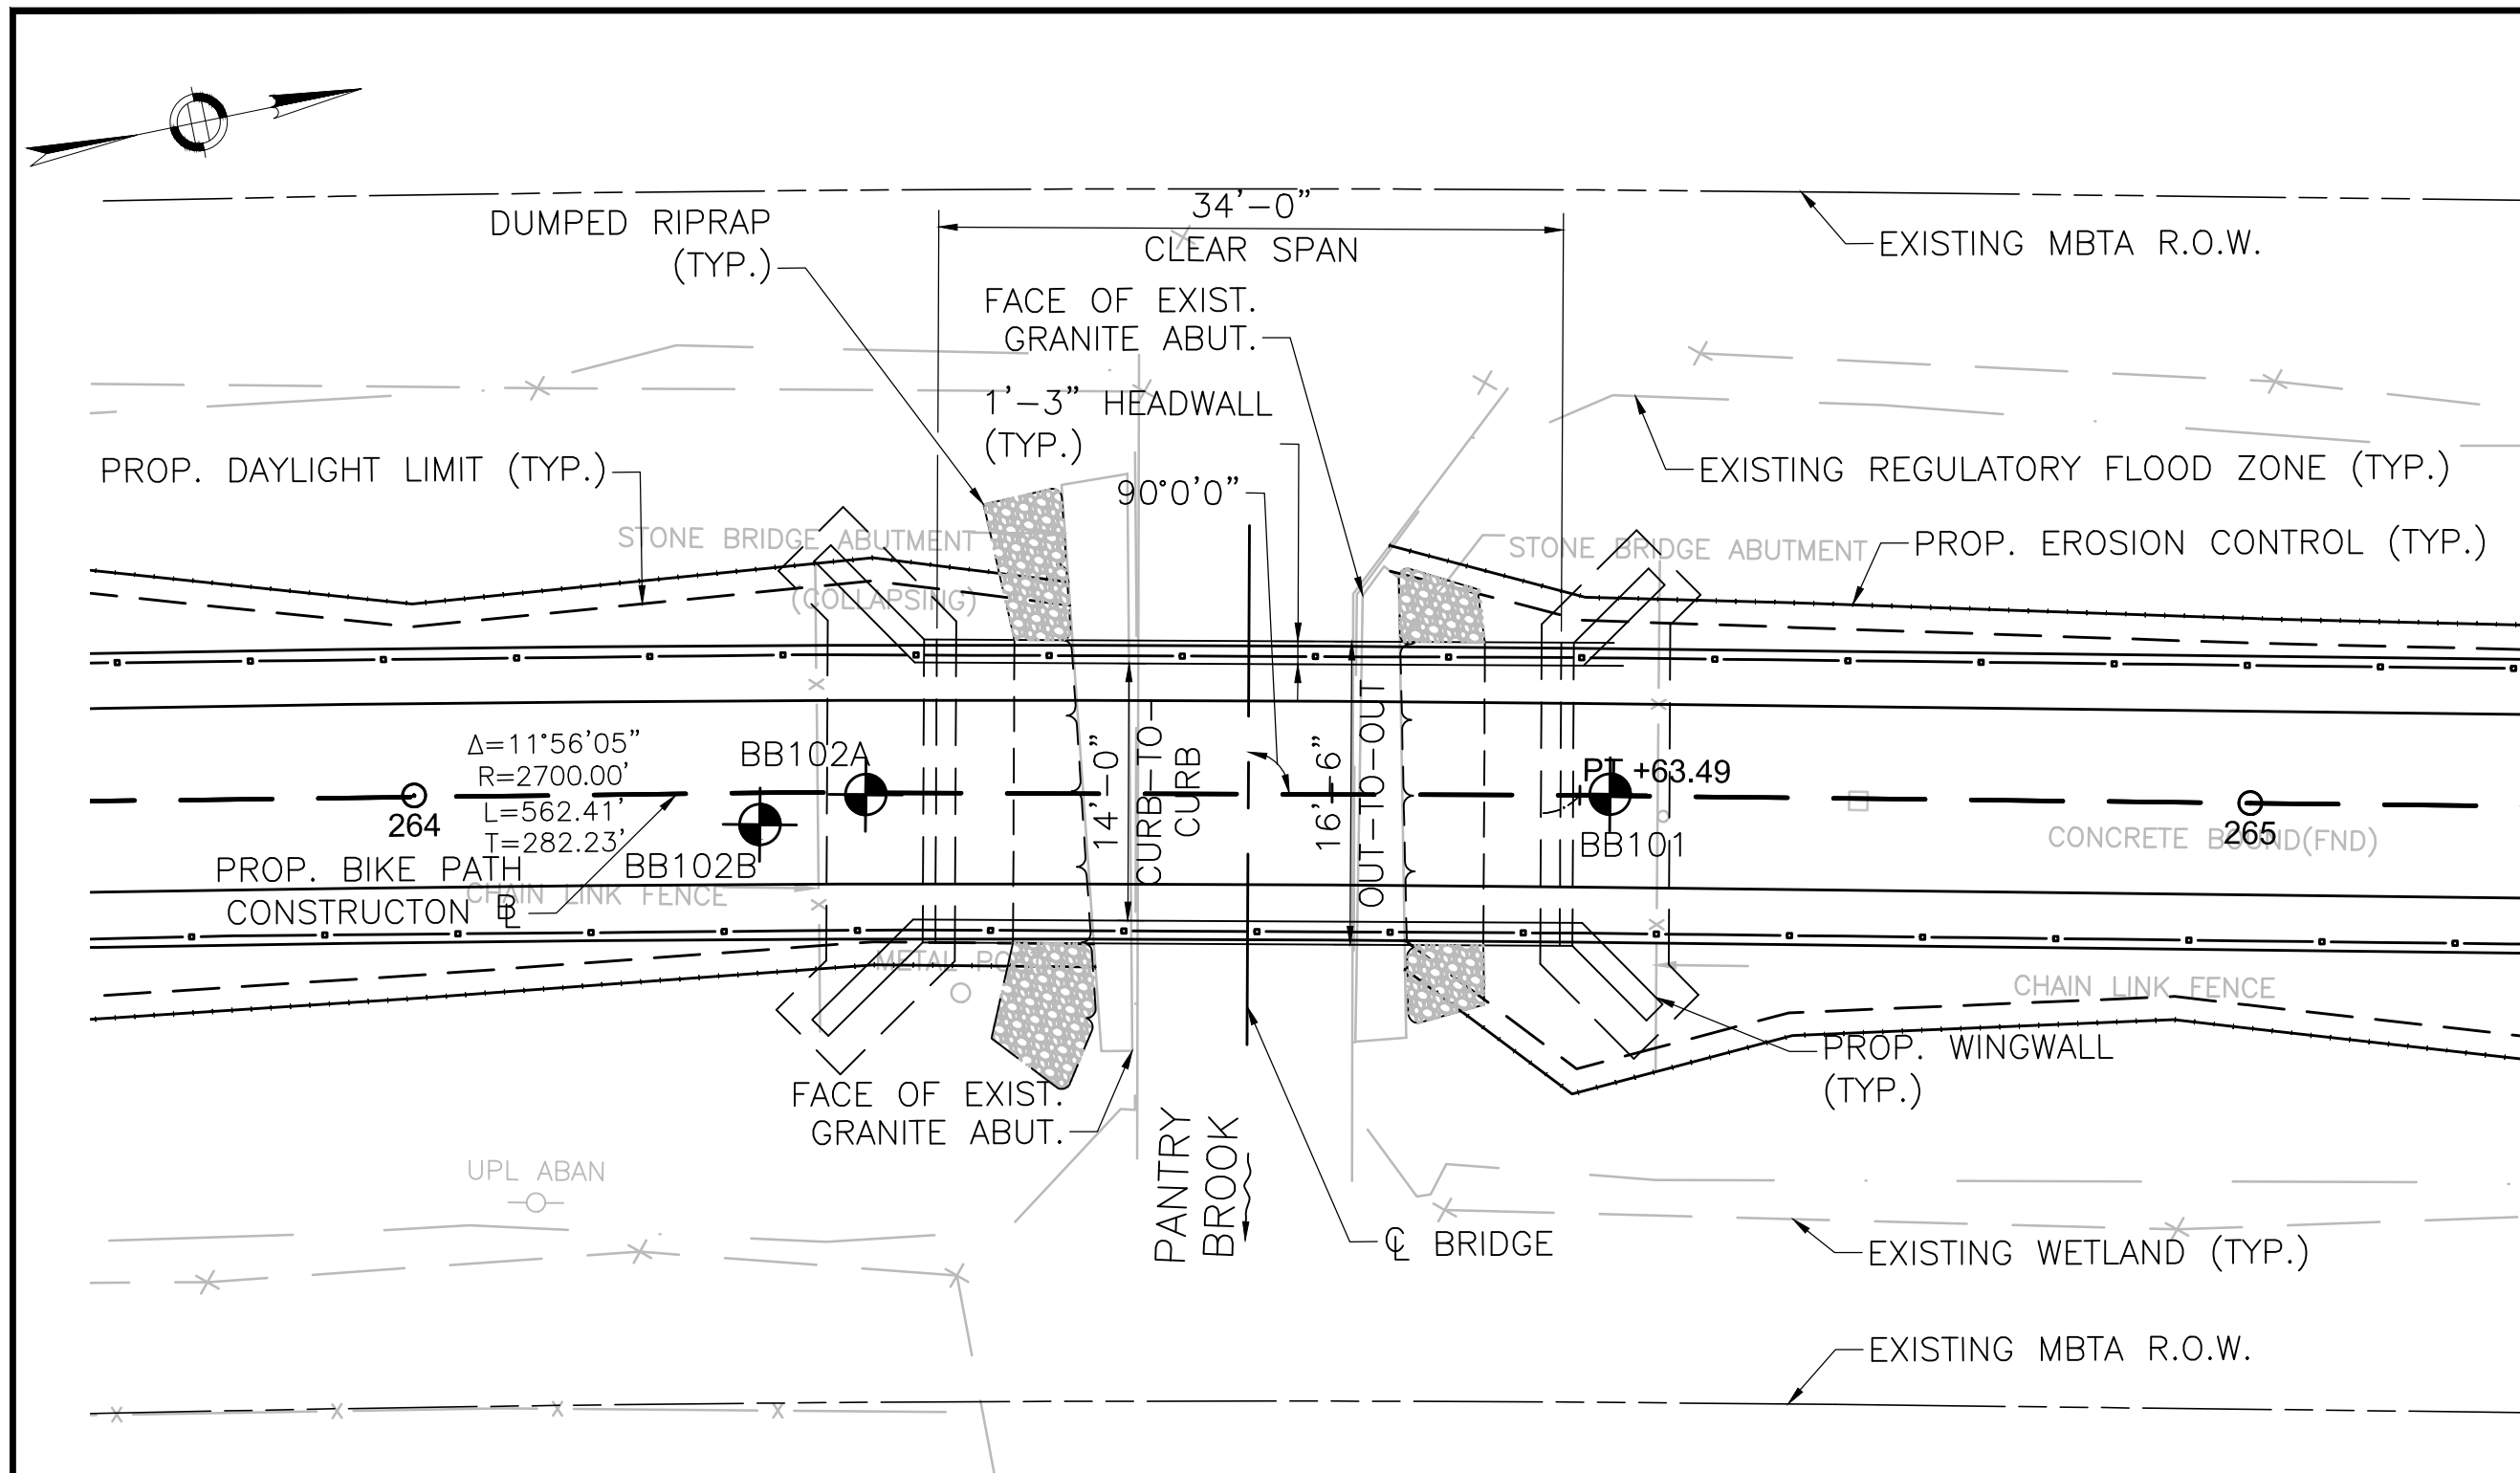 34'-0"
CLEAR SPAN
DUMPED RIPRAP
(TYP.)
EXISTING MBTA R.O.W.
FACE OF EXIST.
GRANITE ABUT.
1'-3" HEADWALL
(TYP.)
PROP. DAYLIGHT LIMIT (TYP.)
EXISTING REGULATORY FLOOD ZONE (TYP.)
90°0'0"
STONE BRIDGE ABUTMENT
(COLLAPSING)
STONE BRIDGE ABUTMENT
PROP. EROSION CONTROL (TYP.)
Δ=11°56'05"
R=2700.00'
L=562.41'
T=282.23'
264
BB102A
BB102B
14'-0"
CURB-TO-
CURB
16'-6"
OUT-TO-OUT
PT +63.49
BB101
265
CONCRETE BOUND(FND)
PROP. BIKE PATH
CONSTRUCTON B
CHAIN LINK FENCE
METAL PO
CHAIN LINK FENCE
PROP. WINGWALL
(TYP.)
FACE OF EXIST.
GRANITE ABUT.
UPL ABAN
PANTRY
BROOK
℄ BRIDGE
EXISTING WETLAND (TYP.)
EXISTING MBTA R.O.W.